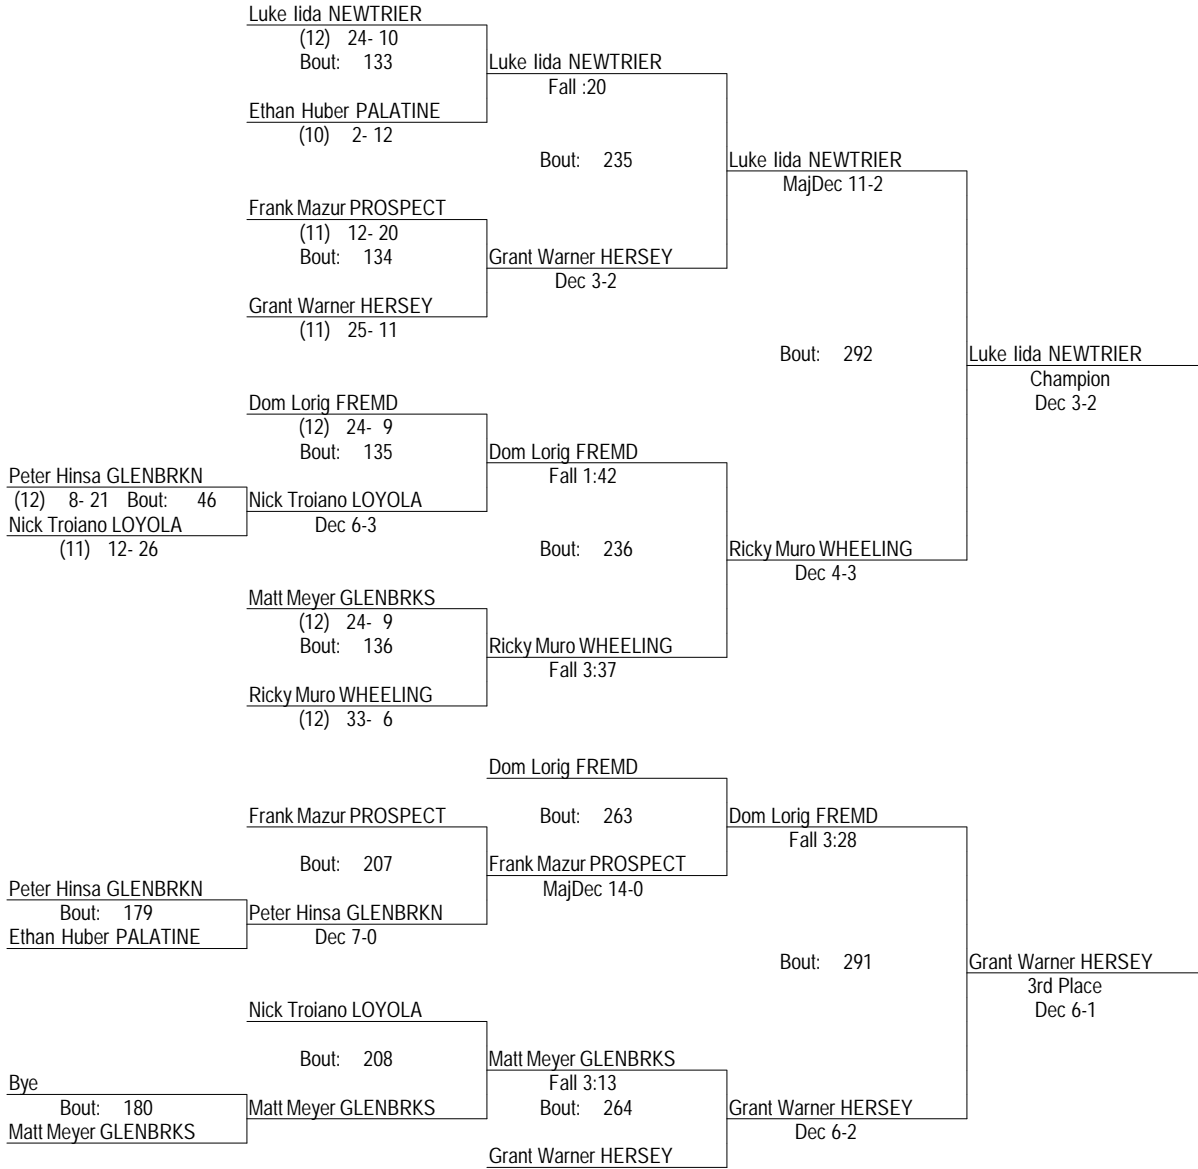 Luke Iida NEWTRIER
(12) 24- 10
Bout: 133
Luke Iida NEWTRIER
Fall :20
Ethan Huber PALATINE
(10) 2- 12
Bout: 235
Luke Iida NEWTRIER
MajDec 11-2
Frank Mazur PROSPECT
(11) 12- 20
Bout: 134
Grant Warner HERSEY
Dec 3-2
Grant Warner HERSEY
(11) 25- 11
Bout: 292
Luke Iida NEWTRIER
Champion
Dec 3-2
Dom Lorig FREMD
(12) 24- 9
Bout: 135
Dom Lorig FREMD
Fall 1:42
Peter Hinsa GLENBRKN
(12) 8- 21 Bout: 46
Nick Troiano LOYOLA
(11) 12- 26
Nick Troiano LOYOLA
Dec 6-3
Bout: 236
Ricky Muro WHEELING
Dec 4-3
Matt Meyer GLENBRKS
(12) 24- 9
Bout: 136
Ricky Muro WHEELING
Fall 3:37
Ricky Muro WHEELING
(12) 33- 6
Dom Lorig FREMD
Bout: 263
Dom Lorig FREMD
Fall 3:28
Frank Mazur PROSPECT
Bout: 207
Frank Mazur PROSPECT
MajDec 14-0
Peter Hinsa GLENBRKN
Bout: 179
Ethan Huber PALATINE
Peter Hinsa GLENBRKN
Dec 7-0
Bout: 291
Grant Warner HERSEY
3rd Place
Dec 6-1
Nick Troiano LOYOLA
Bout: 208
Matt Meyer GLENBRKS
Fall 3:13
Bye
Bout: 180
Matt Meyer GLENBRKS
Matt Meyer GLENBRKS
Bout: 264
Grant Warner HERSEY
Dec 6-2
Grant Warner HERSEY